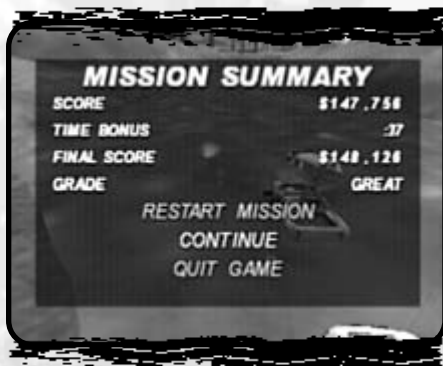 MISSION SUMMARY
SCORE $147,756
TIME BONUS :37
FINAL SCORE $148,126
GRADE GREAT
RESTART MISSION
CONTINUE
QUIT GAME